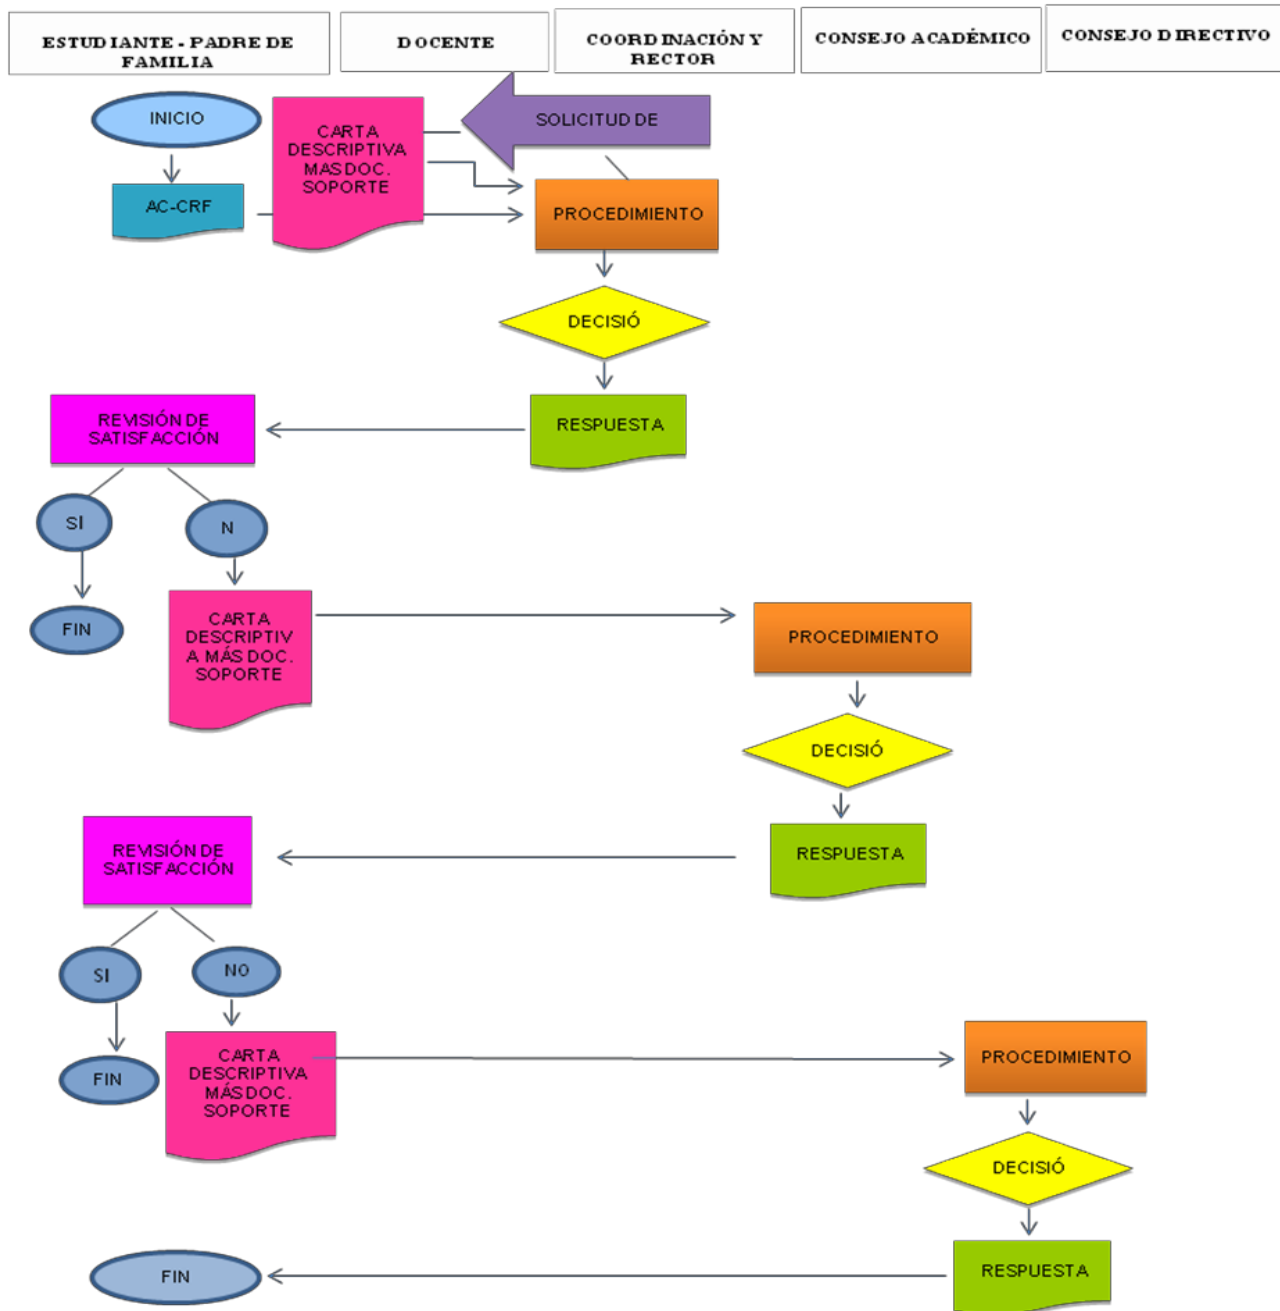 ESTUDIANTE - PADRE DE
FAMILIA
DOCENTE
COORDINACIÓN Y
RECTOR
CONSEJO ACADÉMICO
CONSEJO DIRECTIVO
INICIO
CARTA
DESCRIPTIVA
MAS DOC.
SOPORTE
SOLICITUD DE
AC-CRF
PROCEDIMIENTO
DECISIÓ
REVISIÓN DE
SATISFACCIÓN
RESPUESTA
SI
N
FIN
CARTA
DESCRIPTIV
A MÁS DOC.
SOPORTE
PROCEDIMIENTO
DECISIÓ
REVISIÓN DE
SATISFACCIÓN
RESPUESTA
SI
NO
FIN
CARTA
DESCRIPTIVA
MÁS DOC.
SOPORTE
PROCEDIMIENTO
DECISIÓ
FIN
RESPUESTA